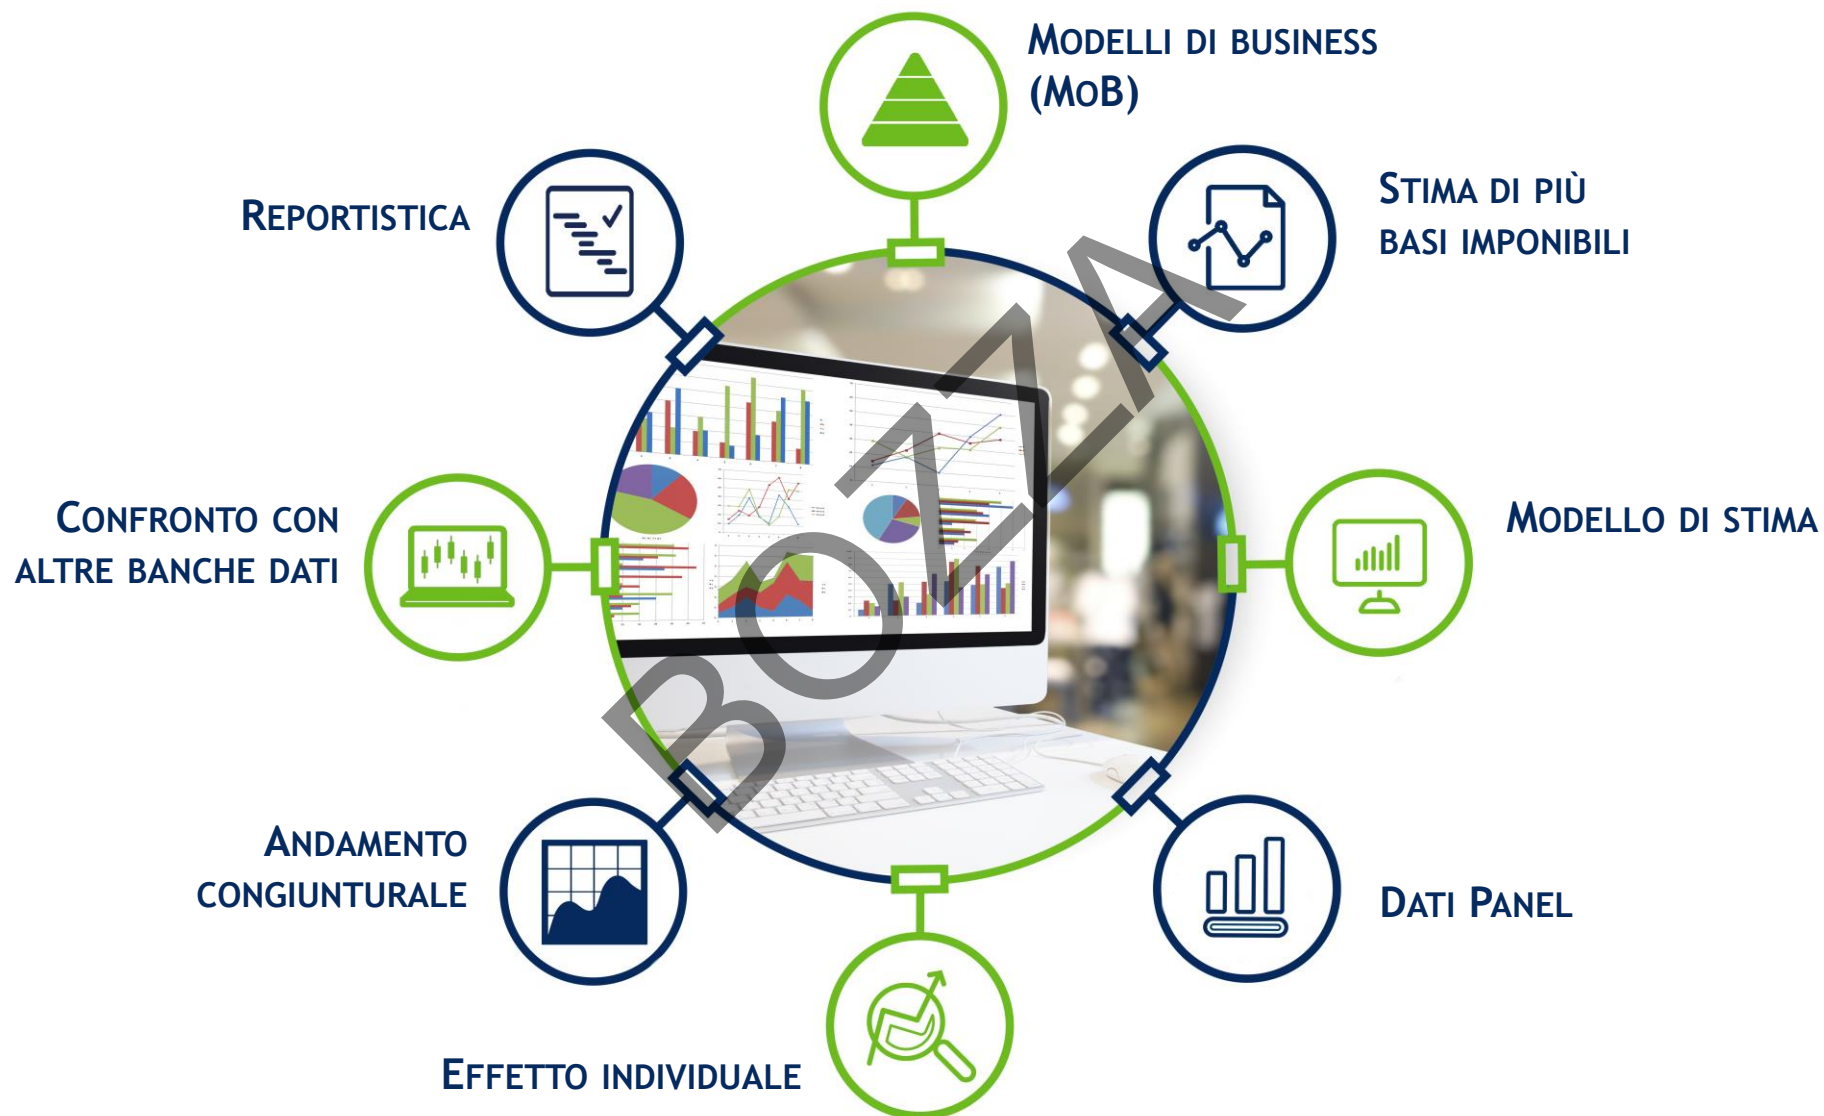 MODELLI DI BUSINESS
(MOB)
STIMA DI PIÙ
BASI IMPONIBILI
MODELLO DI STIMA
DATI PANEL
EFFETTO INDIVIDUALE
ANDAMENTO
CONGIUNTURALE
CONFRONTO CON
ALTRE BANCHE DATI
REPORTISTICA
BOZZA